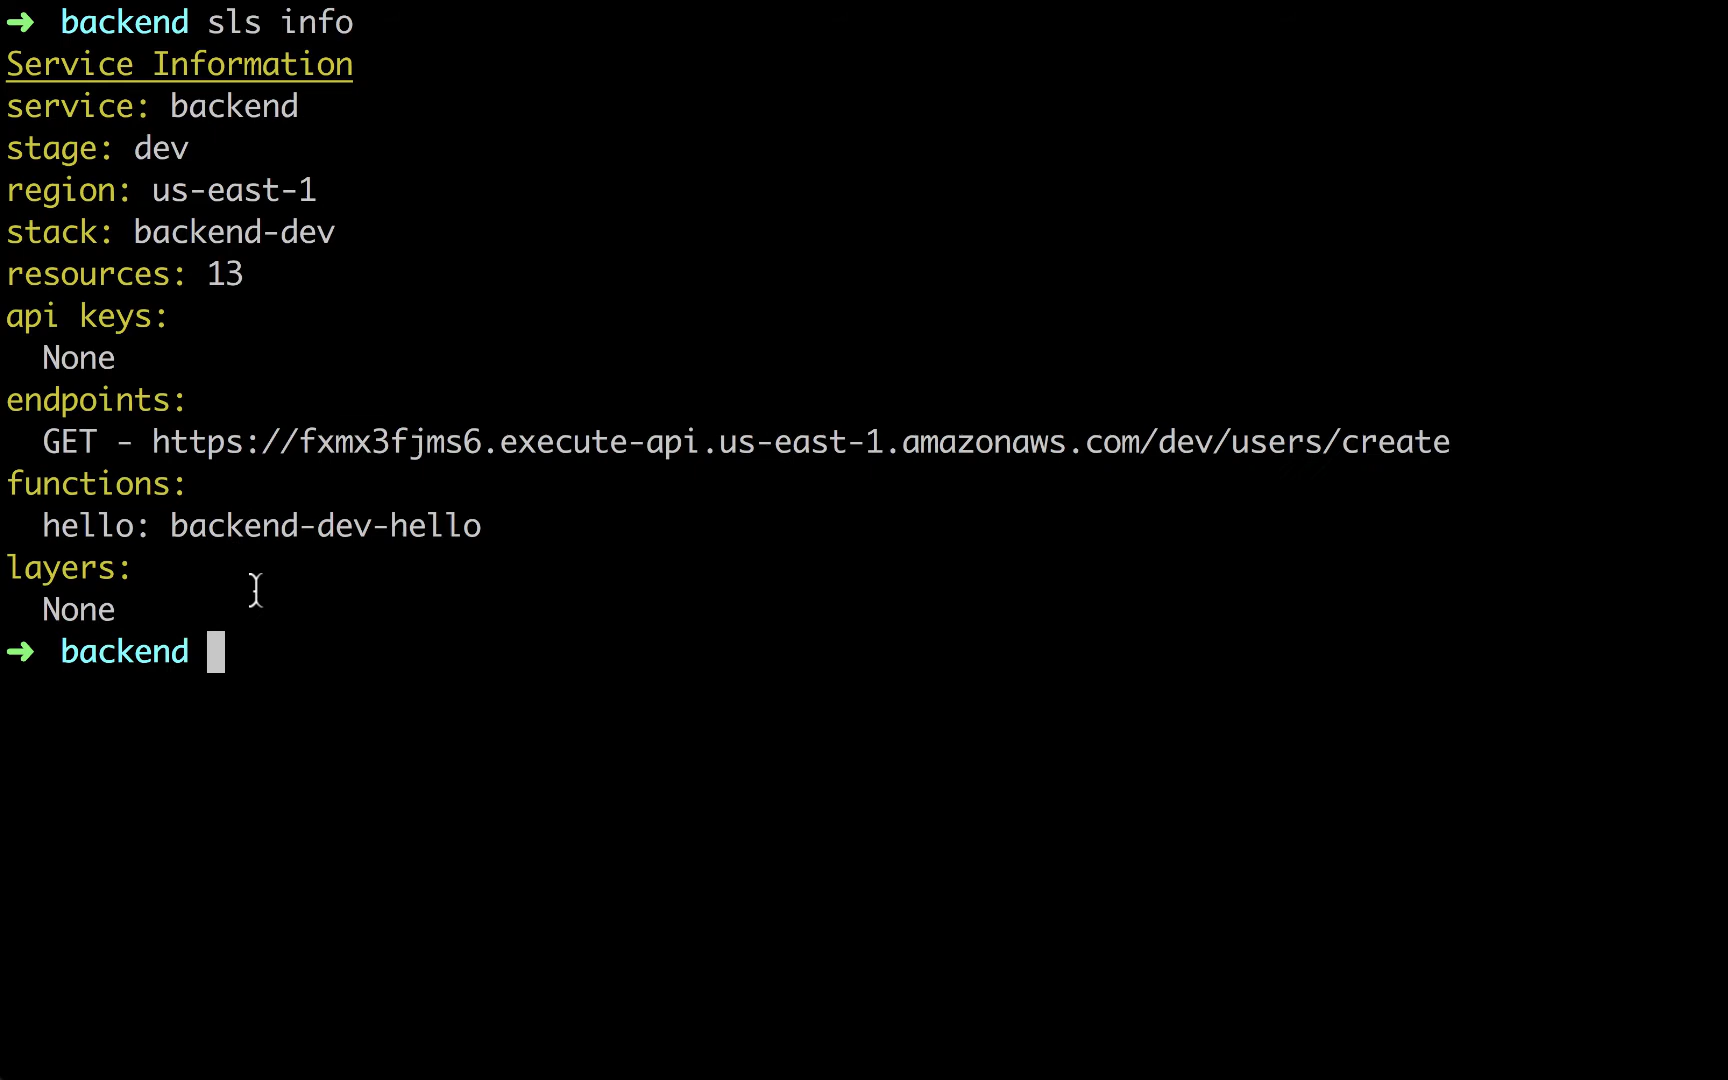 ➜  backend sls info
Service Information
service: backend
stage: dev
region: us-east-1
stack: backend-dev
resources: 13
api keys:
  None
endpoints:
  GET - https://fxmx3fjms6.execute-api.us-east-1.amazonaws.com/dev/users/create
functions:
  hello: backend-dev-hello
layers:
  None
➜  backend